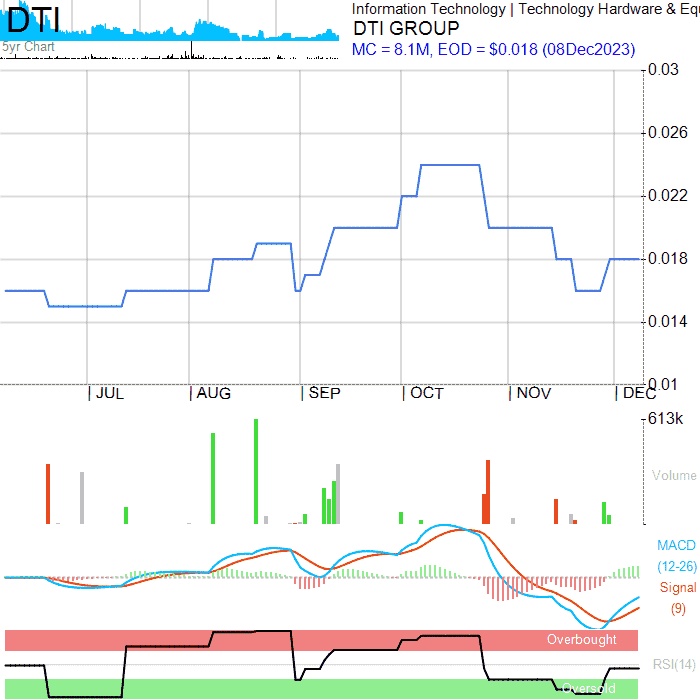 DTI
5yr Chart
Information Technology | Technology Hardware & Equ
DTI GROUP
MC = 8.1M, EOD = $0.018 (08Dec2023)
0.03
0.026
0.022
0.018
0.014
0.01
JUL
AUG
SEP
OCT
NOV
DEC
613k
Volume
MACD
(12-26)
Signal
(9)
Overbought
RSI(14)
Oversold